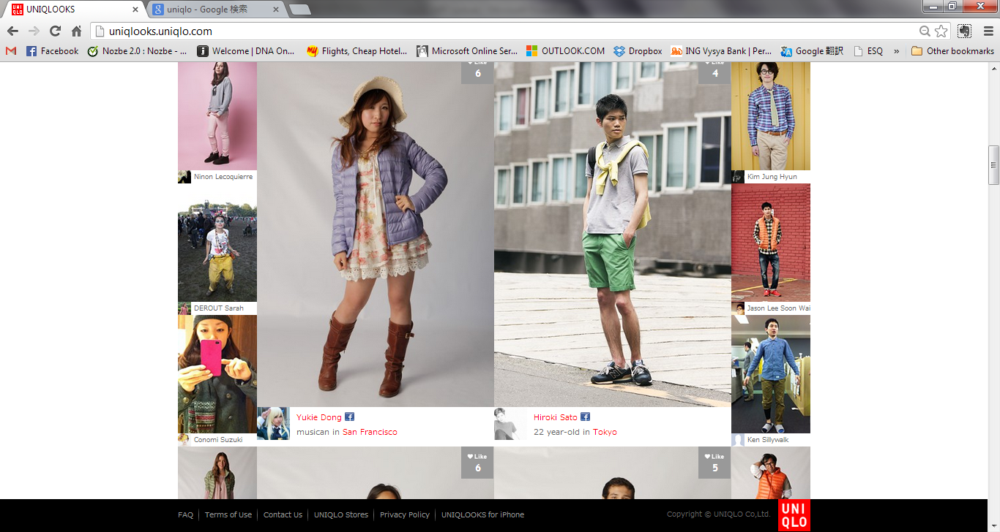 UNIQLOOKS
uniqlo - Google 検索
uniqlooks.uniqlo.com
Facebook
Nozbe 2.0 : Nozbe - ...
Welcome | DNA On...
Flights, Cheap Hotel...
Microsoft Online Ser...
OUTLOOK.COM
Dropbox
ING Vysya Bank | Per...
Google 翻訳
ESQ
»
Other bookmarks
Like
6
Like
4
Ninon Lecoquierre
Kim Jung Hyun
DEROUT Sarah
Jason Lee Soon Wai
Yukie Dong
musican in San Francisco
Hiroki Sato
22 year-old in Tokyo
Conomi Suzuki
Ken Sillywalk
Like
6
Like
5
FAQ
Terms of Use
Contact Us
UNIQLO Stores
Privacy Policy
UNIQLOOKS for iPhone
Copyright © UNIQLO Co,Ltd.
UNI
QLO